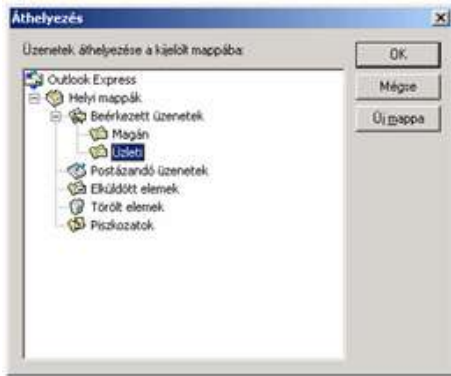 Áthelyezés
Üzenetek áthelyezése a kijelölt mappába:
OK
Mégse
Új mappa
Outlook Express
Helyi mappák
Beérkezett üzenetek
Magán
Üzleti
Postázandó üzenetek
Elküldött elemek
Törölt elemek
Piszkozatok